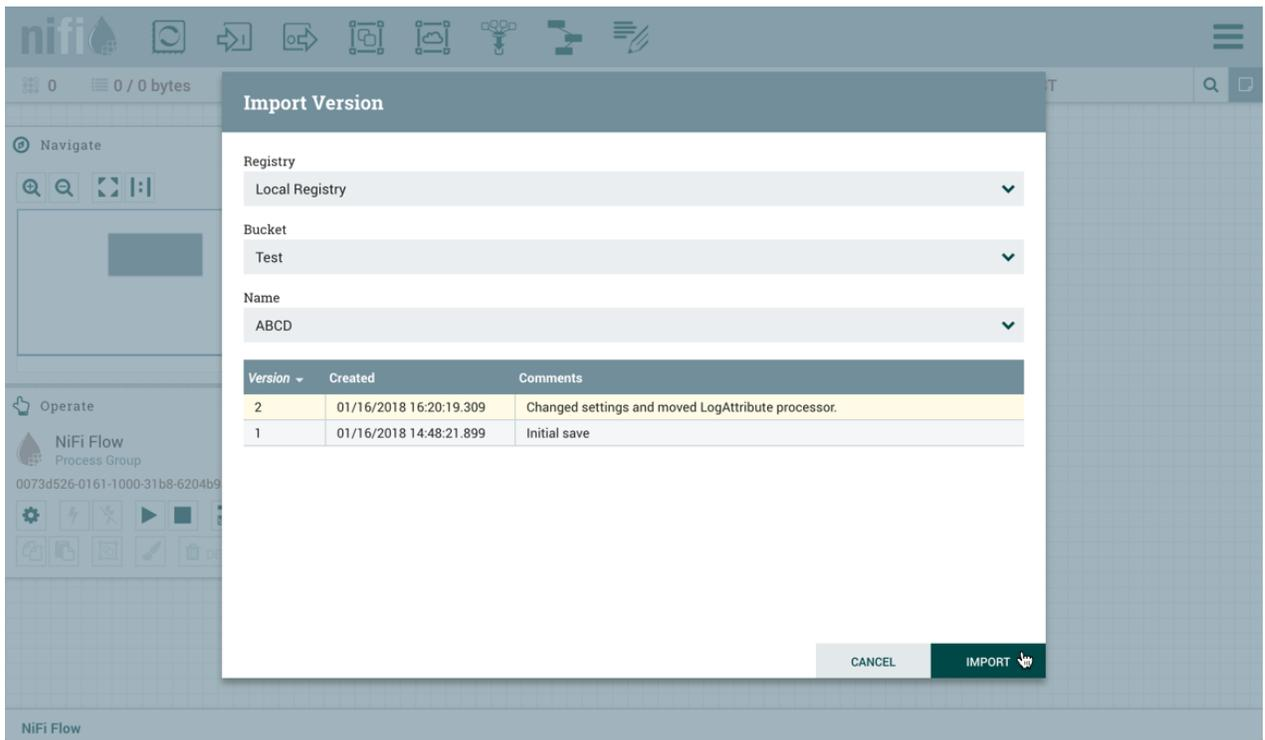 nifi
0 0 / 0 bytes ST
Import Version
Navigate
Registry
Local Registry
Bucket
Test
Name
ABCD
Version Created Comments
2 01/16/2018 16:20:19.309 Changed settings and moved LogAttribute processor.
1 01/16/2018 14:48:21.899 Initial save
Operate
NiFi Flow
Process Group
0073d526-0161-1000-31b8-6204b9
DE
CANCEL IMPORT
NiFi Flow